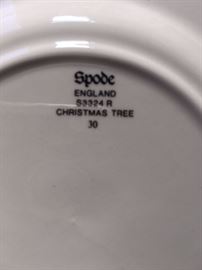 Spode
ENGLAND
S3324 R
CHRISTMAS TREE
30